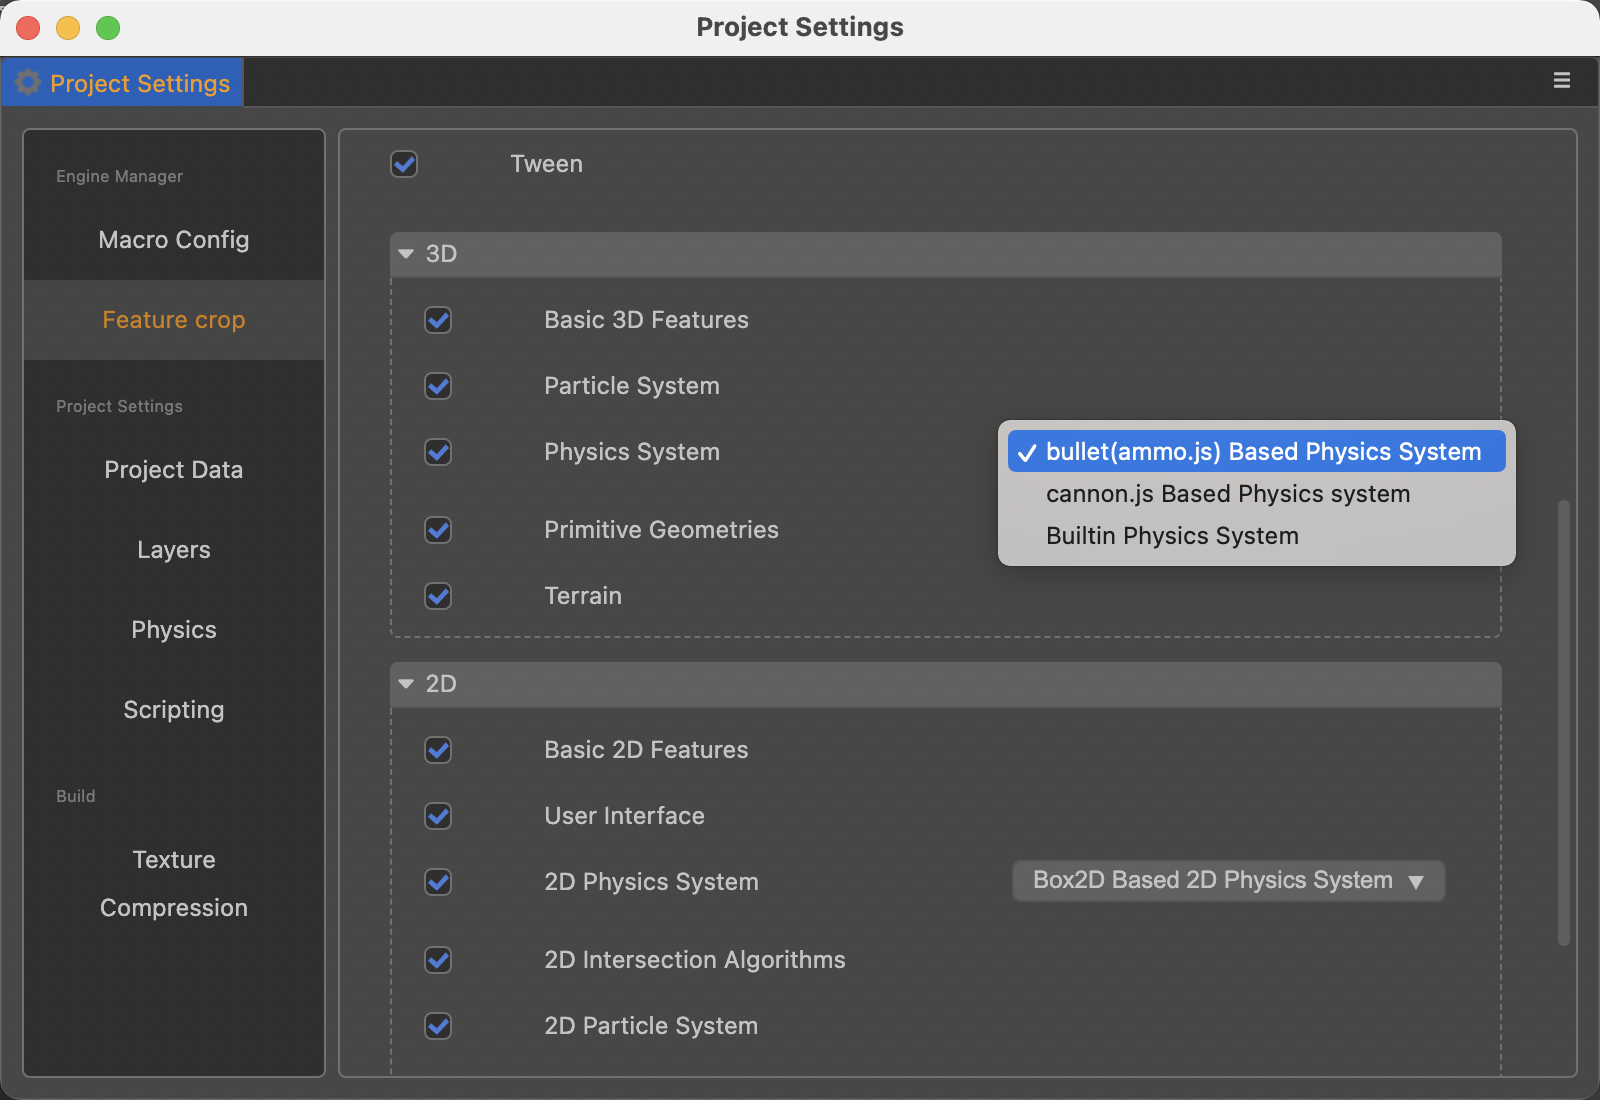 Project Settings
Project Settings
Engine Manager
Macro Config
Feature crop
Project Settings
Project Data
Layers
Physics
Scripting
Build
Texture
Compression
Tween
3D
Basic 3D Features
Particle System
Physics System
bullet(ammo.js) Based Physics System
cannon.js Based Physics system
Builtin Physics System
Primitive Geometries
Terrain
2D
Basic 2D Features
User Interface
2D Physics System
Box2D Based 2D Physics System
2D Intersection Algorithms
2D Particle System